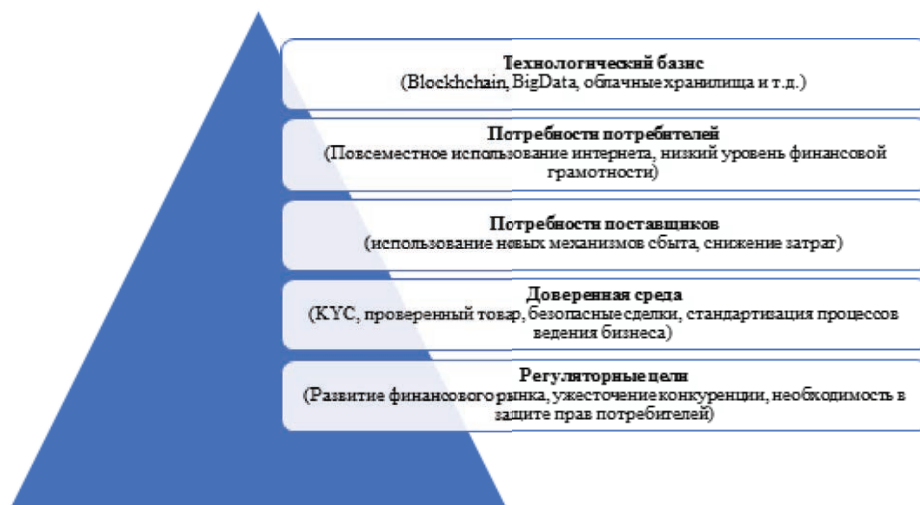 Технологический базис
(Blockhchain, BigData, облачные хранилища и т.д.)
Потребности потребителей
(Повсеместное использование интернета, низкий уровень финансовой
грамотности)
Потребности поставщиков
(использование новых механизмов сбыта, снижение затрат)
Доверенная среда
(KYC, проверенный товар, безопасные сделки, стандартизация процессов
ведения бизнеса)
Регуляторные цели
(Развитие финансового рынка, ужесточение конкуренции, необходимость в
защите прав потребителей)